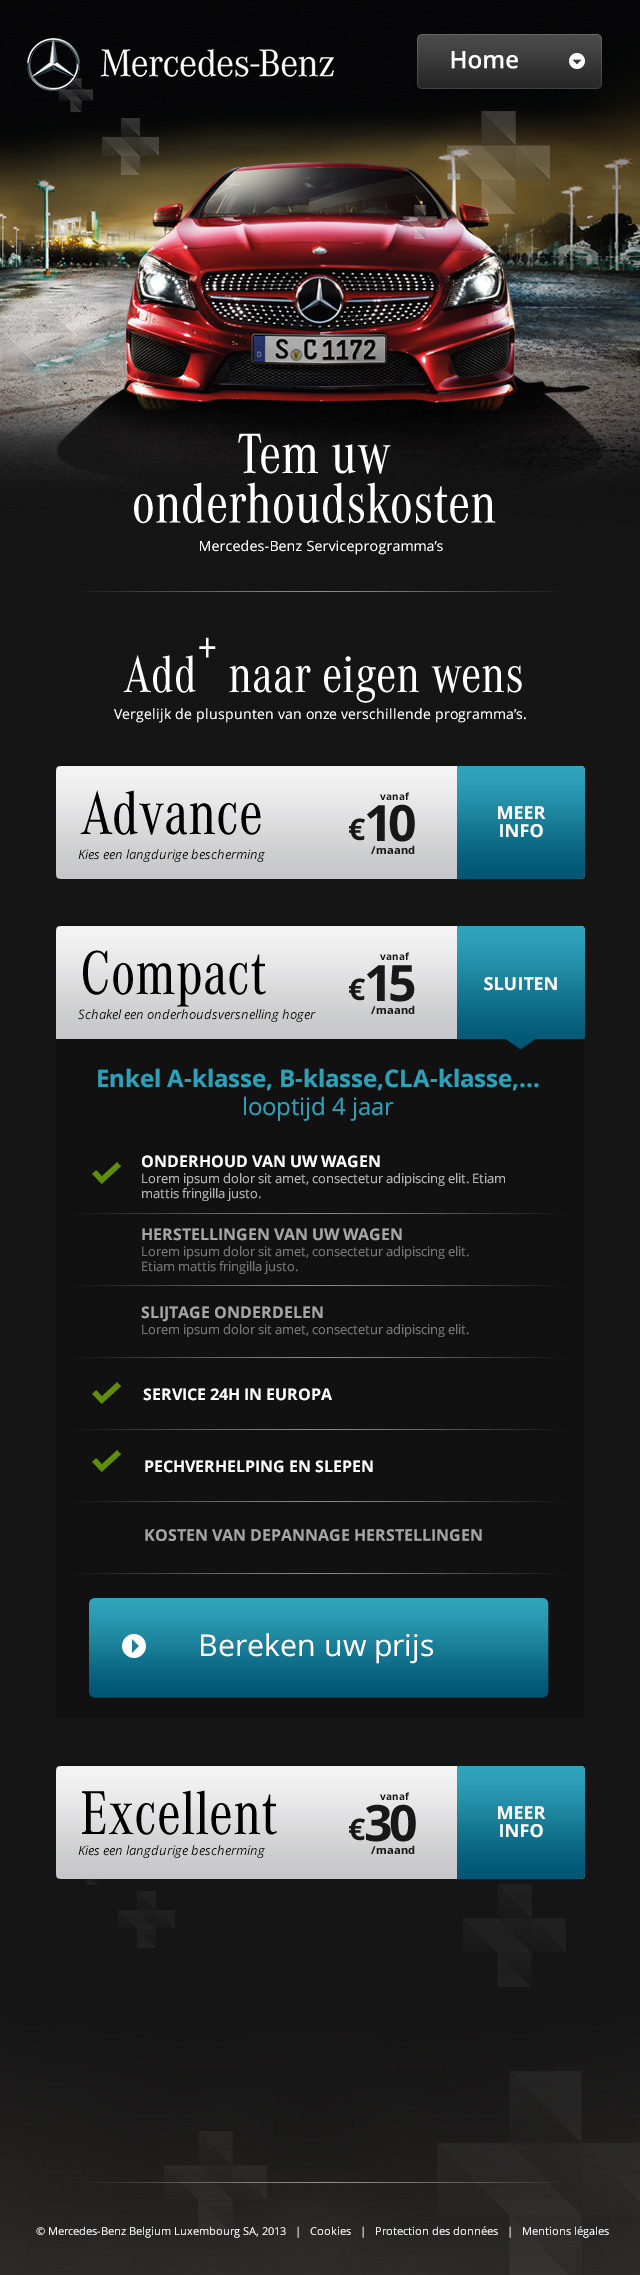 Mercedes-Benz
Home
S C 1172
Tem uw
onderhoudskosten
Mercedes-Benz Serviceprogramma's
Add+ naar eigen wens
Vergelijk de pluspunten van onze verschillende programma's.
Advance
Kies een langdurige bescherming
vanaf
€10
/maand
MEER
INFO
Compact
Schakel een onderhoudsversnelling hoger
vanaf
€15
/maand
SLUITEN
Enkel A-klasse, B-klasse,CLA-klasse,...
looptijd 4 jaar
ONDERHOUD VAN UW WAGEN
Lorem ipsum dolor sit amet, consectetur adipiscing elit. Etiam
mattis fringilla justo.
HERSTELLINGEN VAN UW WAGEN
Lorem ipsum dolor sit amet, consectetur adipiscing elit.
Etiam mattis fringilla justo.
SLIJTAGE ONDERDELEN
Lorem ipsum dolor sit amet, consectetur adipiscing elit.
SERVICE 24H IN EUROPA
PECHVERHELPING EN SLEPEN
KOSTEN VAN DEPANNAGE HERSTELLINGEN
Bereken uw prijs
Excellent
Kies een langdurige bescherming
vanaf
€30
/maand
MEER
INFO
© Mercedes-Benz Belgium Luxembourg SA, 2013 | Cookies | Protection des données | Mentions légales